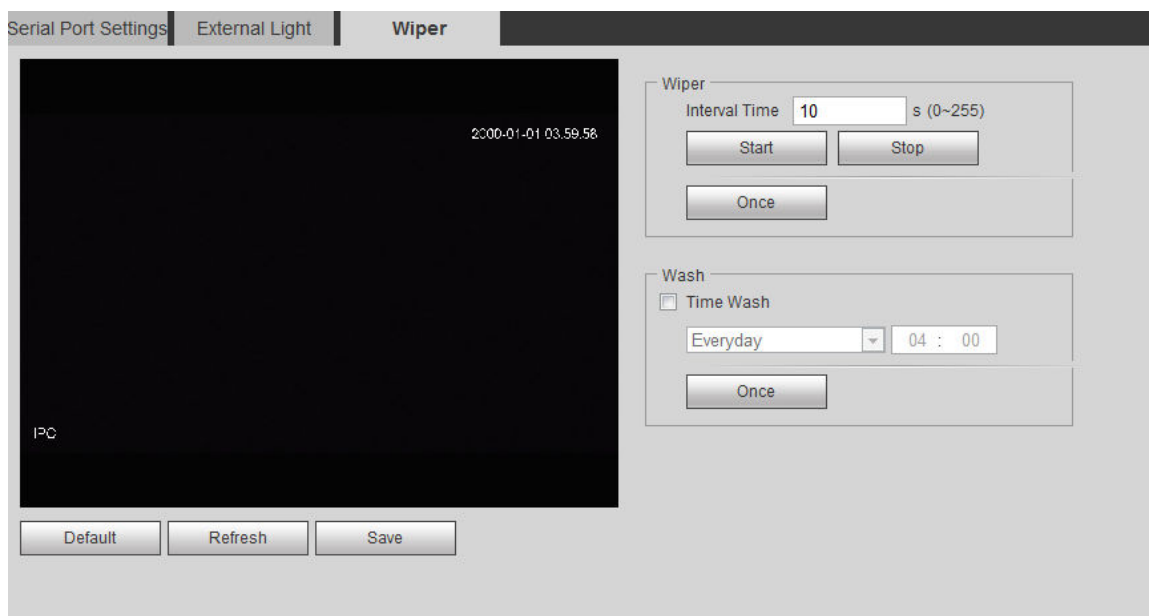 Serial Port Settings External Light Wiper
2000-01-01 03:59:58
IPC
Default Refresh Save
Wiper
Interval Time 10 s (0~255)
Start Stop
Once
Wash
Time Wash
Everyday 04 : 00
Once